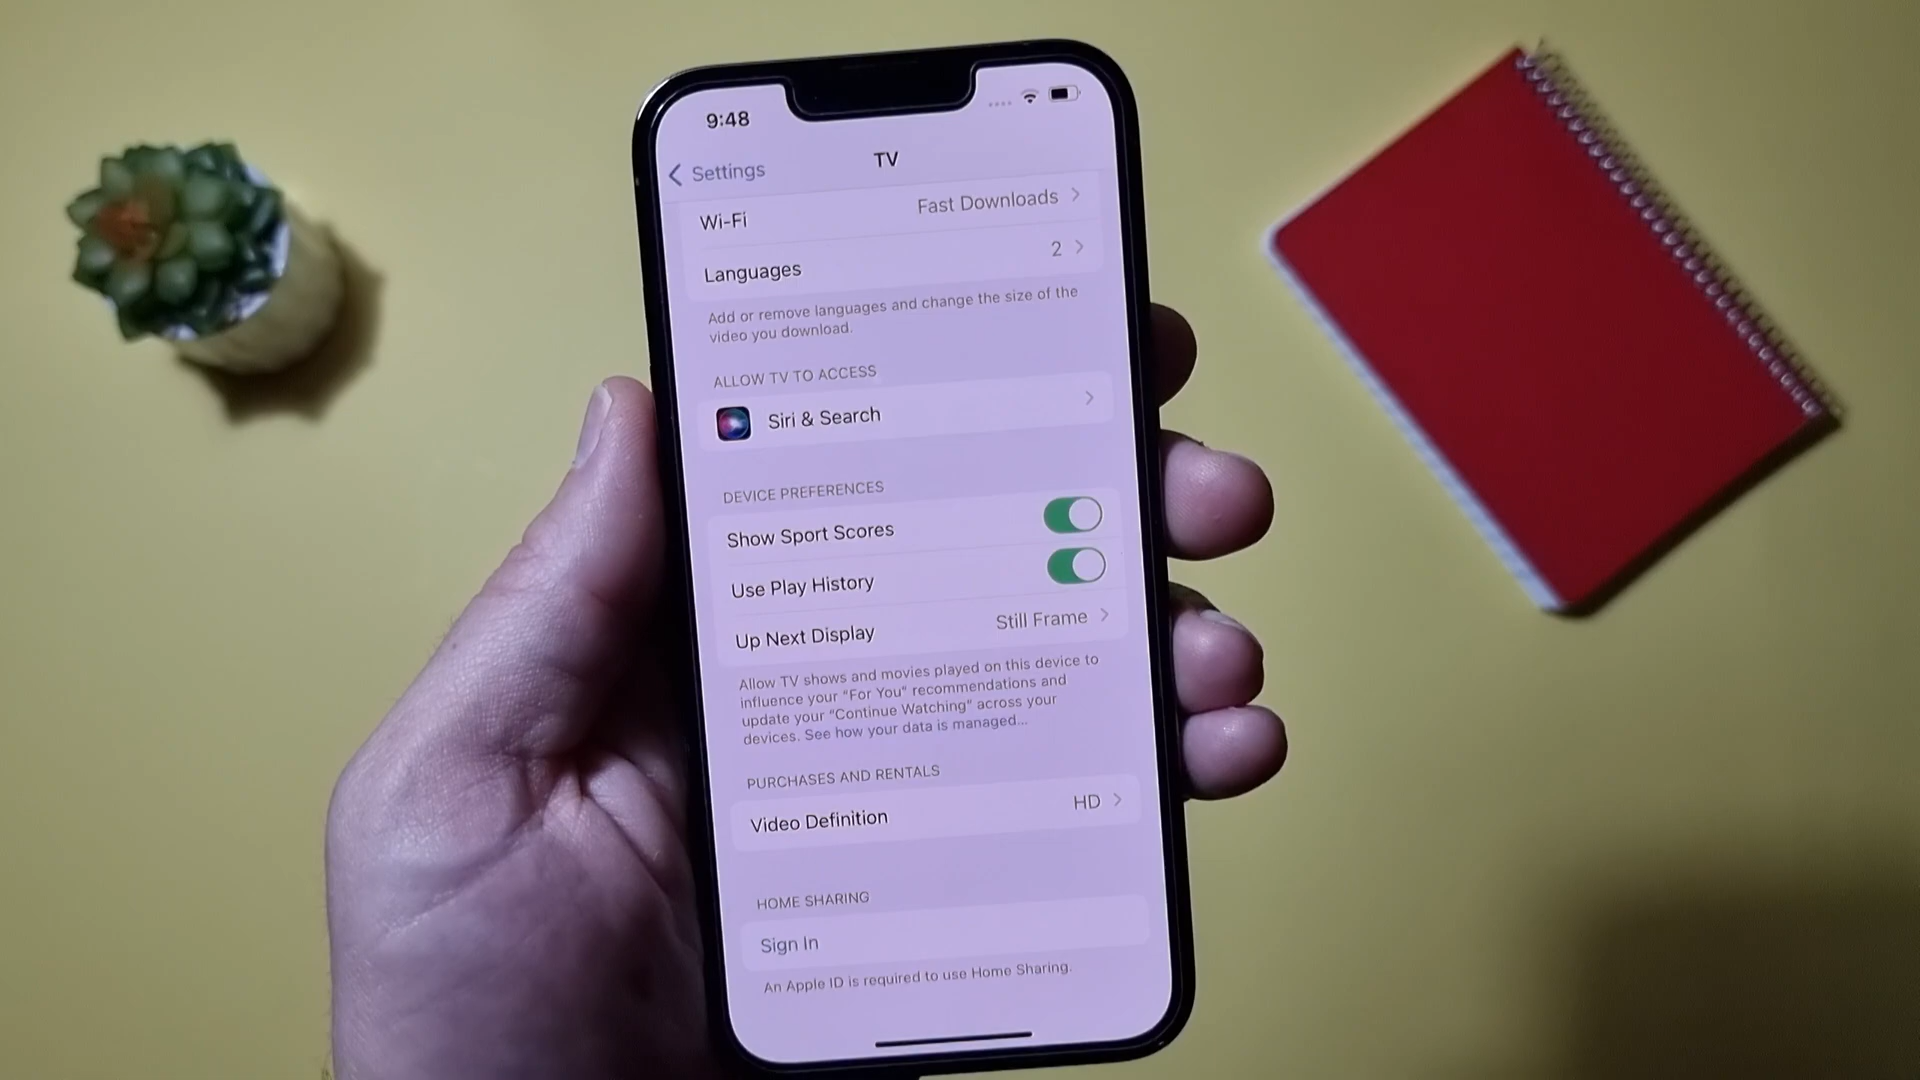 9:48
Settings
TV
Wi-Fi
Fast Downloads
Languages
2
Add or remove languages and change the size of the
video you download.
ALLOW TV TO ACCESS
Siri & Search
DEVICE PREFERENCES
Show Sport Scores
Use Play History
Up Next Display
Still Frame
Allow TV shows and movies played on this device to
influence your “For You” recommendations and
update your “Continue Watching” across your
devices. See how your data is managed...
PURCHASES AND RENTALS
Video Definition
HD
HOME SHARING
Sign In
An Apple ID is required to use Home Sharing.